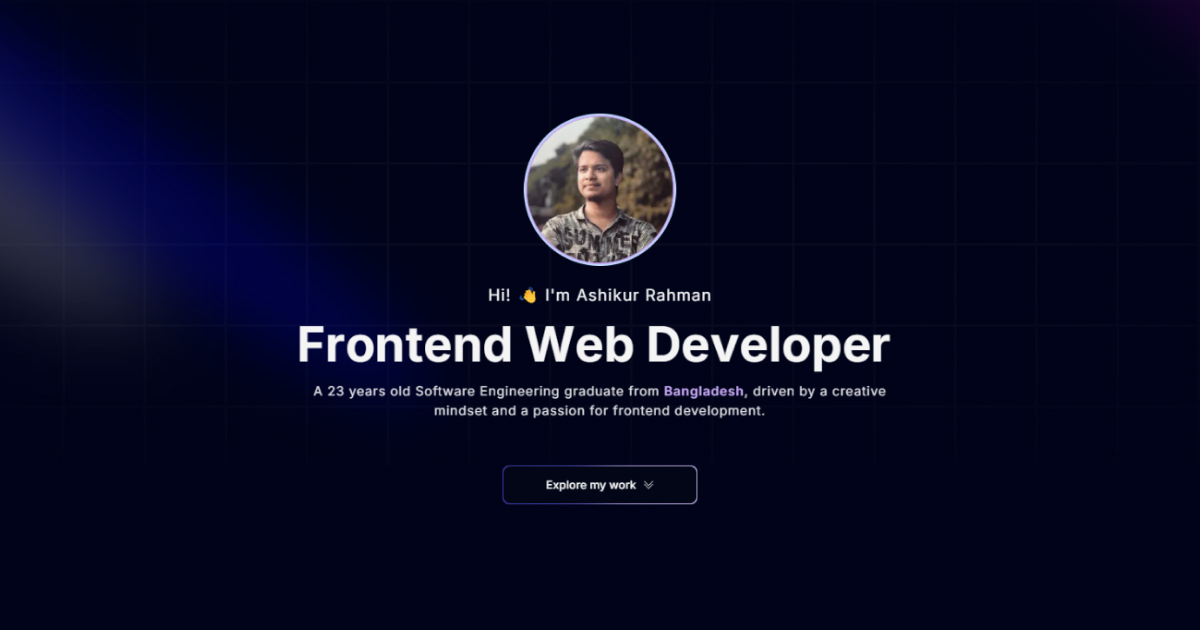 SUMMER
Hi! 👋 I'm Ashikur Rahman
Frontend Web Developer
A 23 years old Software Engineering graduate from Bangladesh, driven by a creative
mindset and a passion for frontend development.
Explore my work